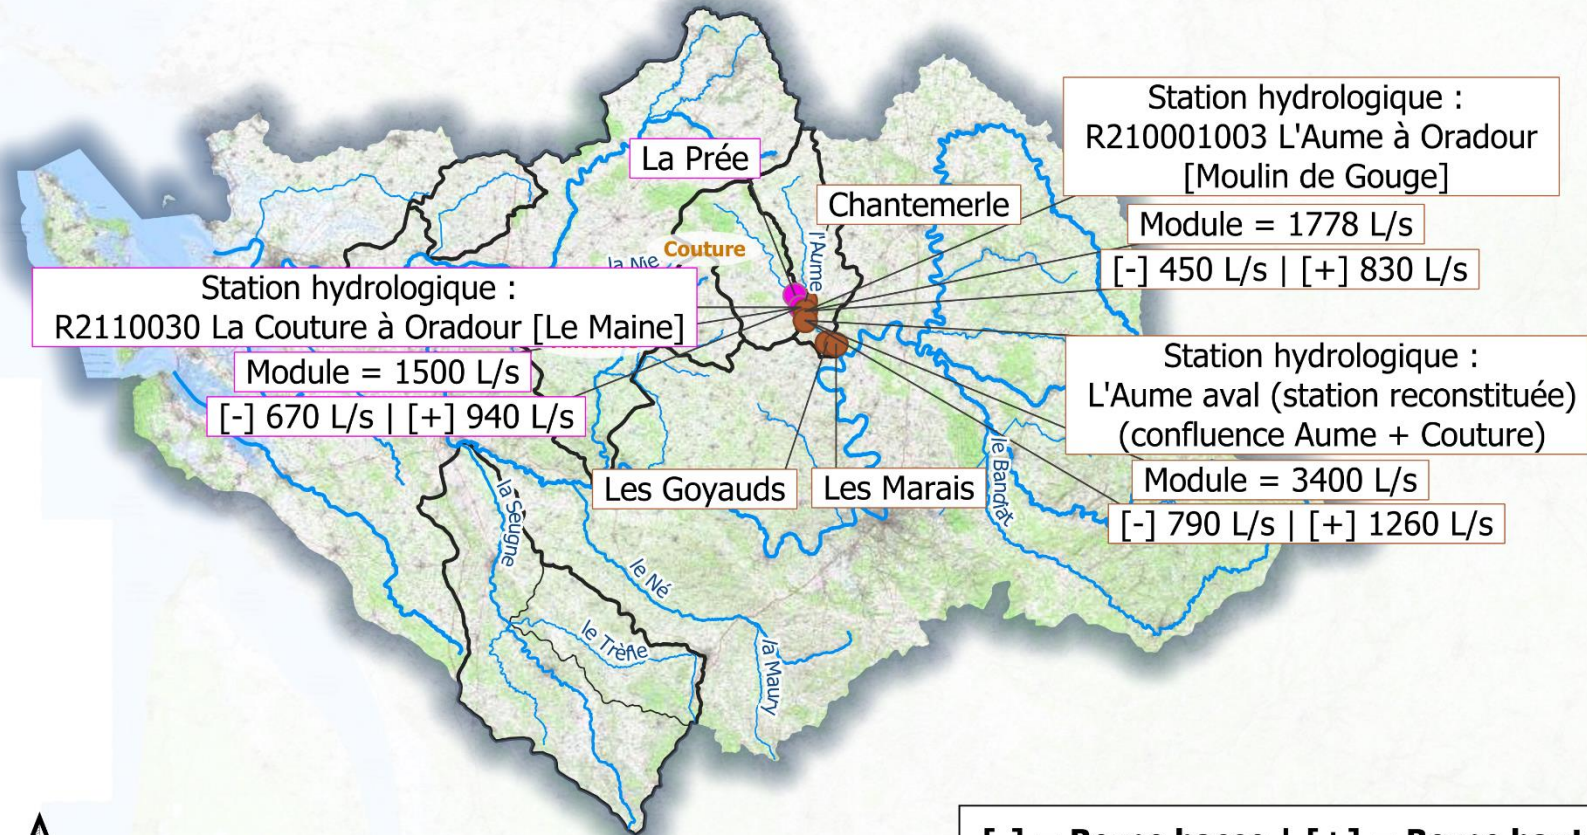 La Prée
Station hydrologique :
R210001003 L'Aume à Oradour
[Moulin de Gouge]
Chantemerle
Module = 1778 L/s
[-] 450 L/s | [+] 830 L/s
Couture
l'Aume
la Nie
Station hydrologique :
R2110030 La Couture à Oradour [Le Maine]
Module = 1500 L/s
[-] 670 L/s | [+] 940 L/s
Station hydrologique :
L'Aume aval (station reconstituée)
(confluence Aume + Couture)
Module = 3400 L/s
[-] 790 L/s | [+] 1260 L/s
Les Goyauds
Les Marais
le Bandiat
la Seugne
le Né
le Trèfle
la Maury